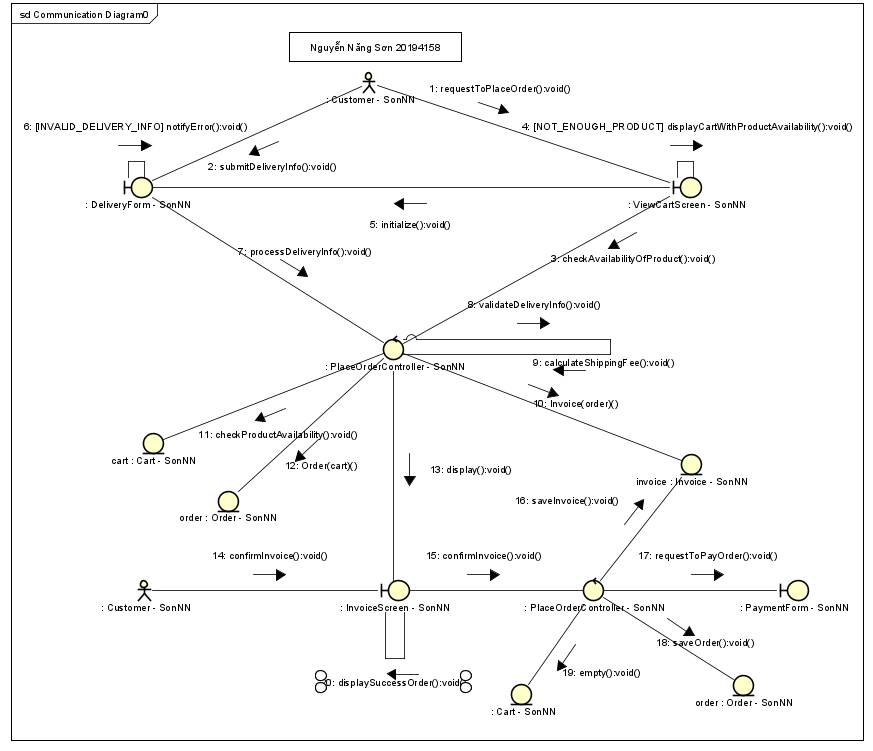 sd Communication Diagram0
Nguyễn Năng Sơn 20194158
1: requestToPlaceOrder():void()
: Customer - SonNN
6: [INVALID_DELIVERY_INFO] notifyError():void()
4: [NOT_ENOUGH_PRODUCT] displayCartWithProductAvailability():void()
2: submitDeliveryInfo():void()
: DeliveryForm - SonNN
: ViewCartScreen - SonNN
5: initialize():void()
7: processDeliveryInfo():void()
3: checkAvailabilityOfProduct():void()
8: validateDeliveryInfo():void()
: PlaceOrderController - SonNN
9: calculateShippingFee():void()
10: Invoice(order)()
11: checkProductAvailability():void()
cart : Cart - SonNN
12: Order(cart)()
13: display():void()
invoice : Invoice - SonNN
order : Order - SonNN
16: saveInvoice():void()
14: confirmInvoice():void()
15: confirmInvoice():void()
17: requestToPayOrder():void()
: Customer - SonNN
: InvoiceScreen - SonNN
: PlaceOrderController - SonNN
: PaymentForm - SonNN
18: saveOrder():void()
19: empty():void()
0: displaySuccessOrder():void
: Cart - SonNN
order : Order - SonNN